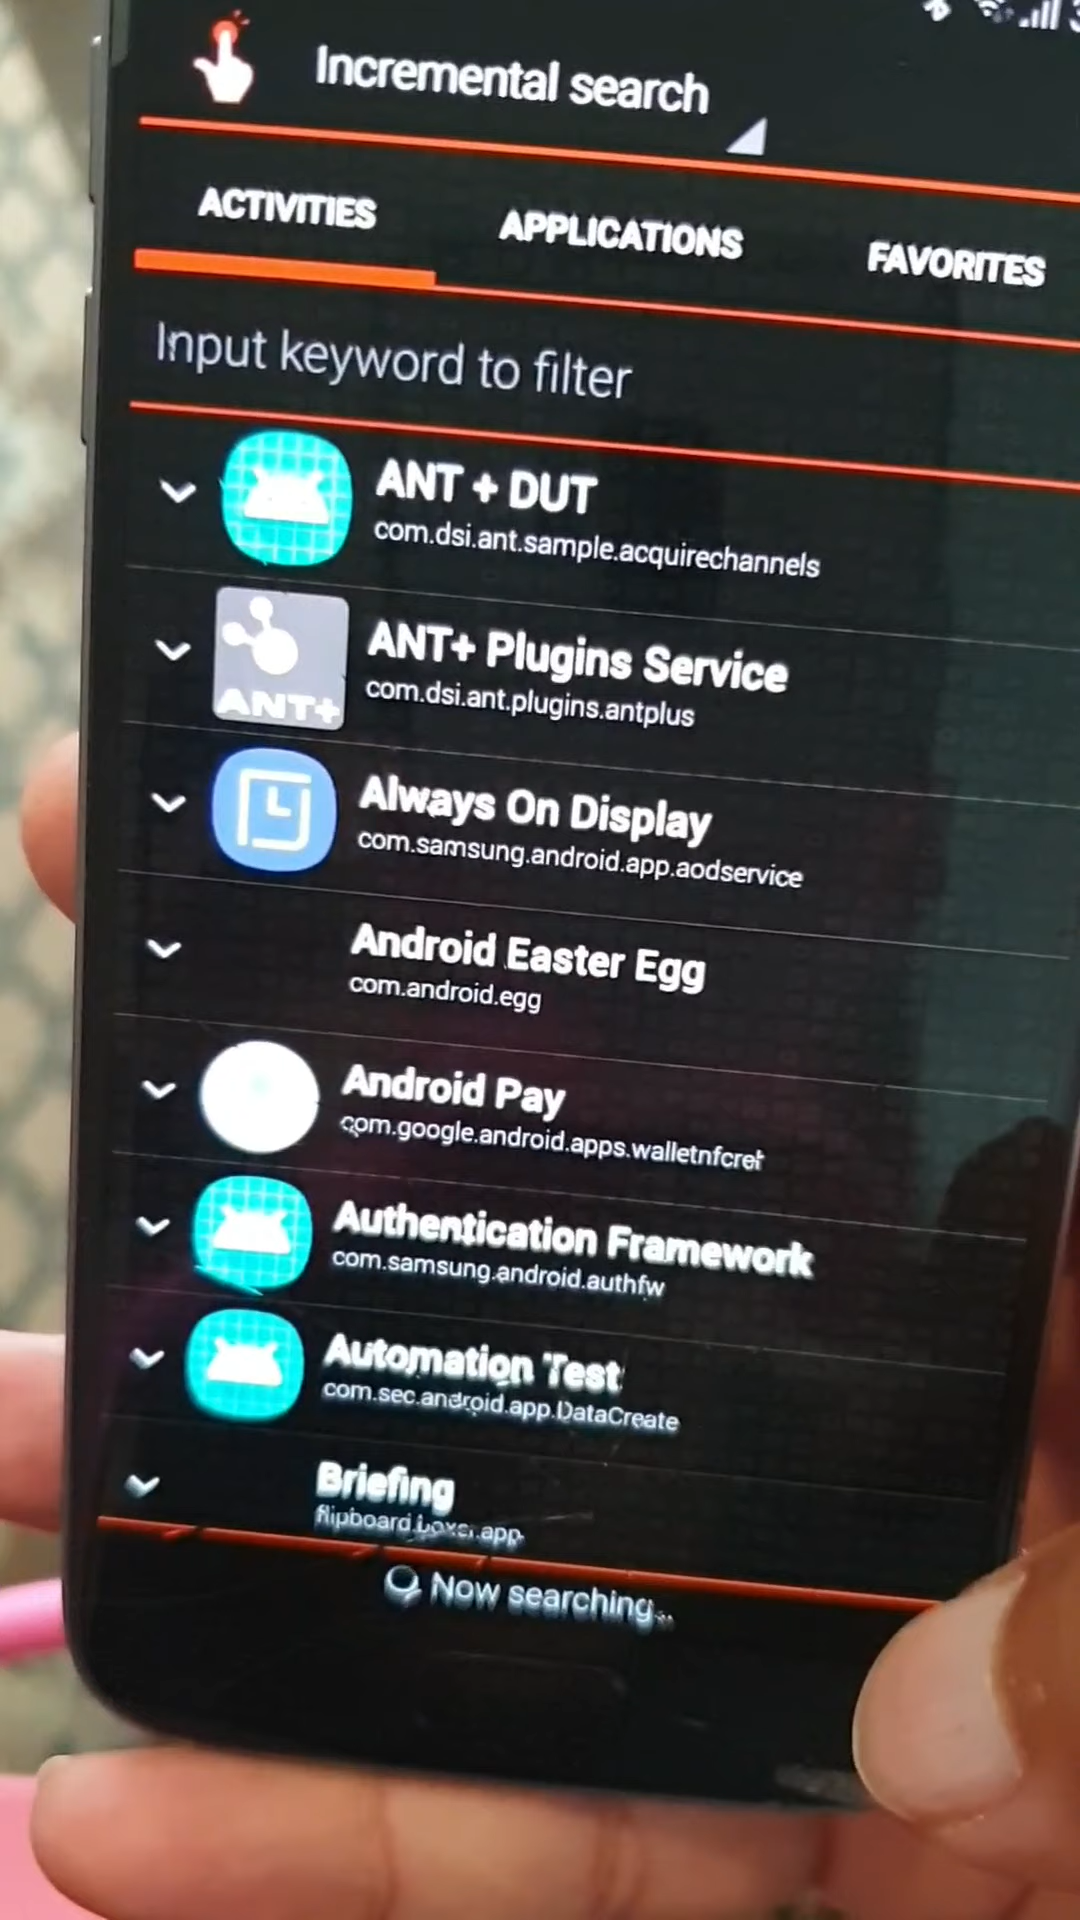 Incremental search
ACTIVITIES
APPLICATIONS
FAVORITES
Input keyword to filter
ANT + DUT
com.dsi.ant.sample.acquirechannels
ANT+
ANT+ Plugins Service
com.dsi.ant.plugins.antplus
Always On Display
com.samsung.android.app.aodservice
Android Easter Egg
com.android.egg
Android Pay
com.google.android.apps.walletnfcrel
Authentication Framework
com.samsung.android.authfw
Automation Test
com.sec.android.app.DataCreate
Briefing
flipboard.boxer.app
Now searching...